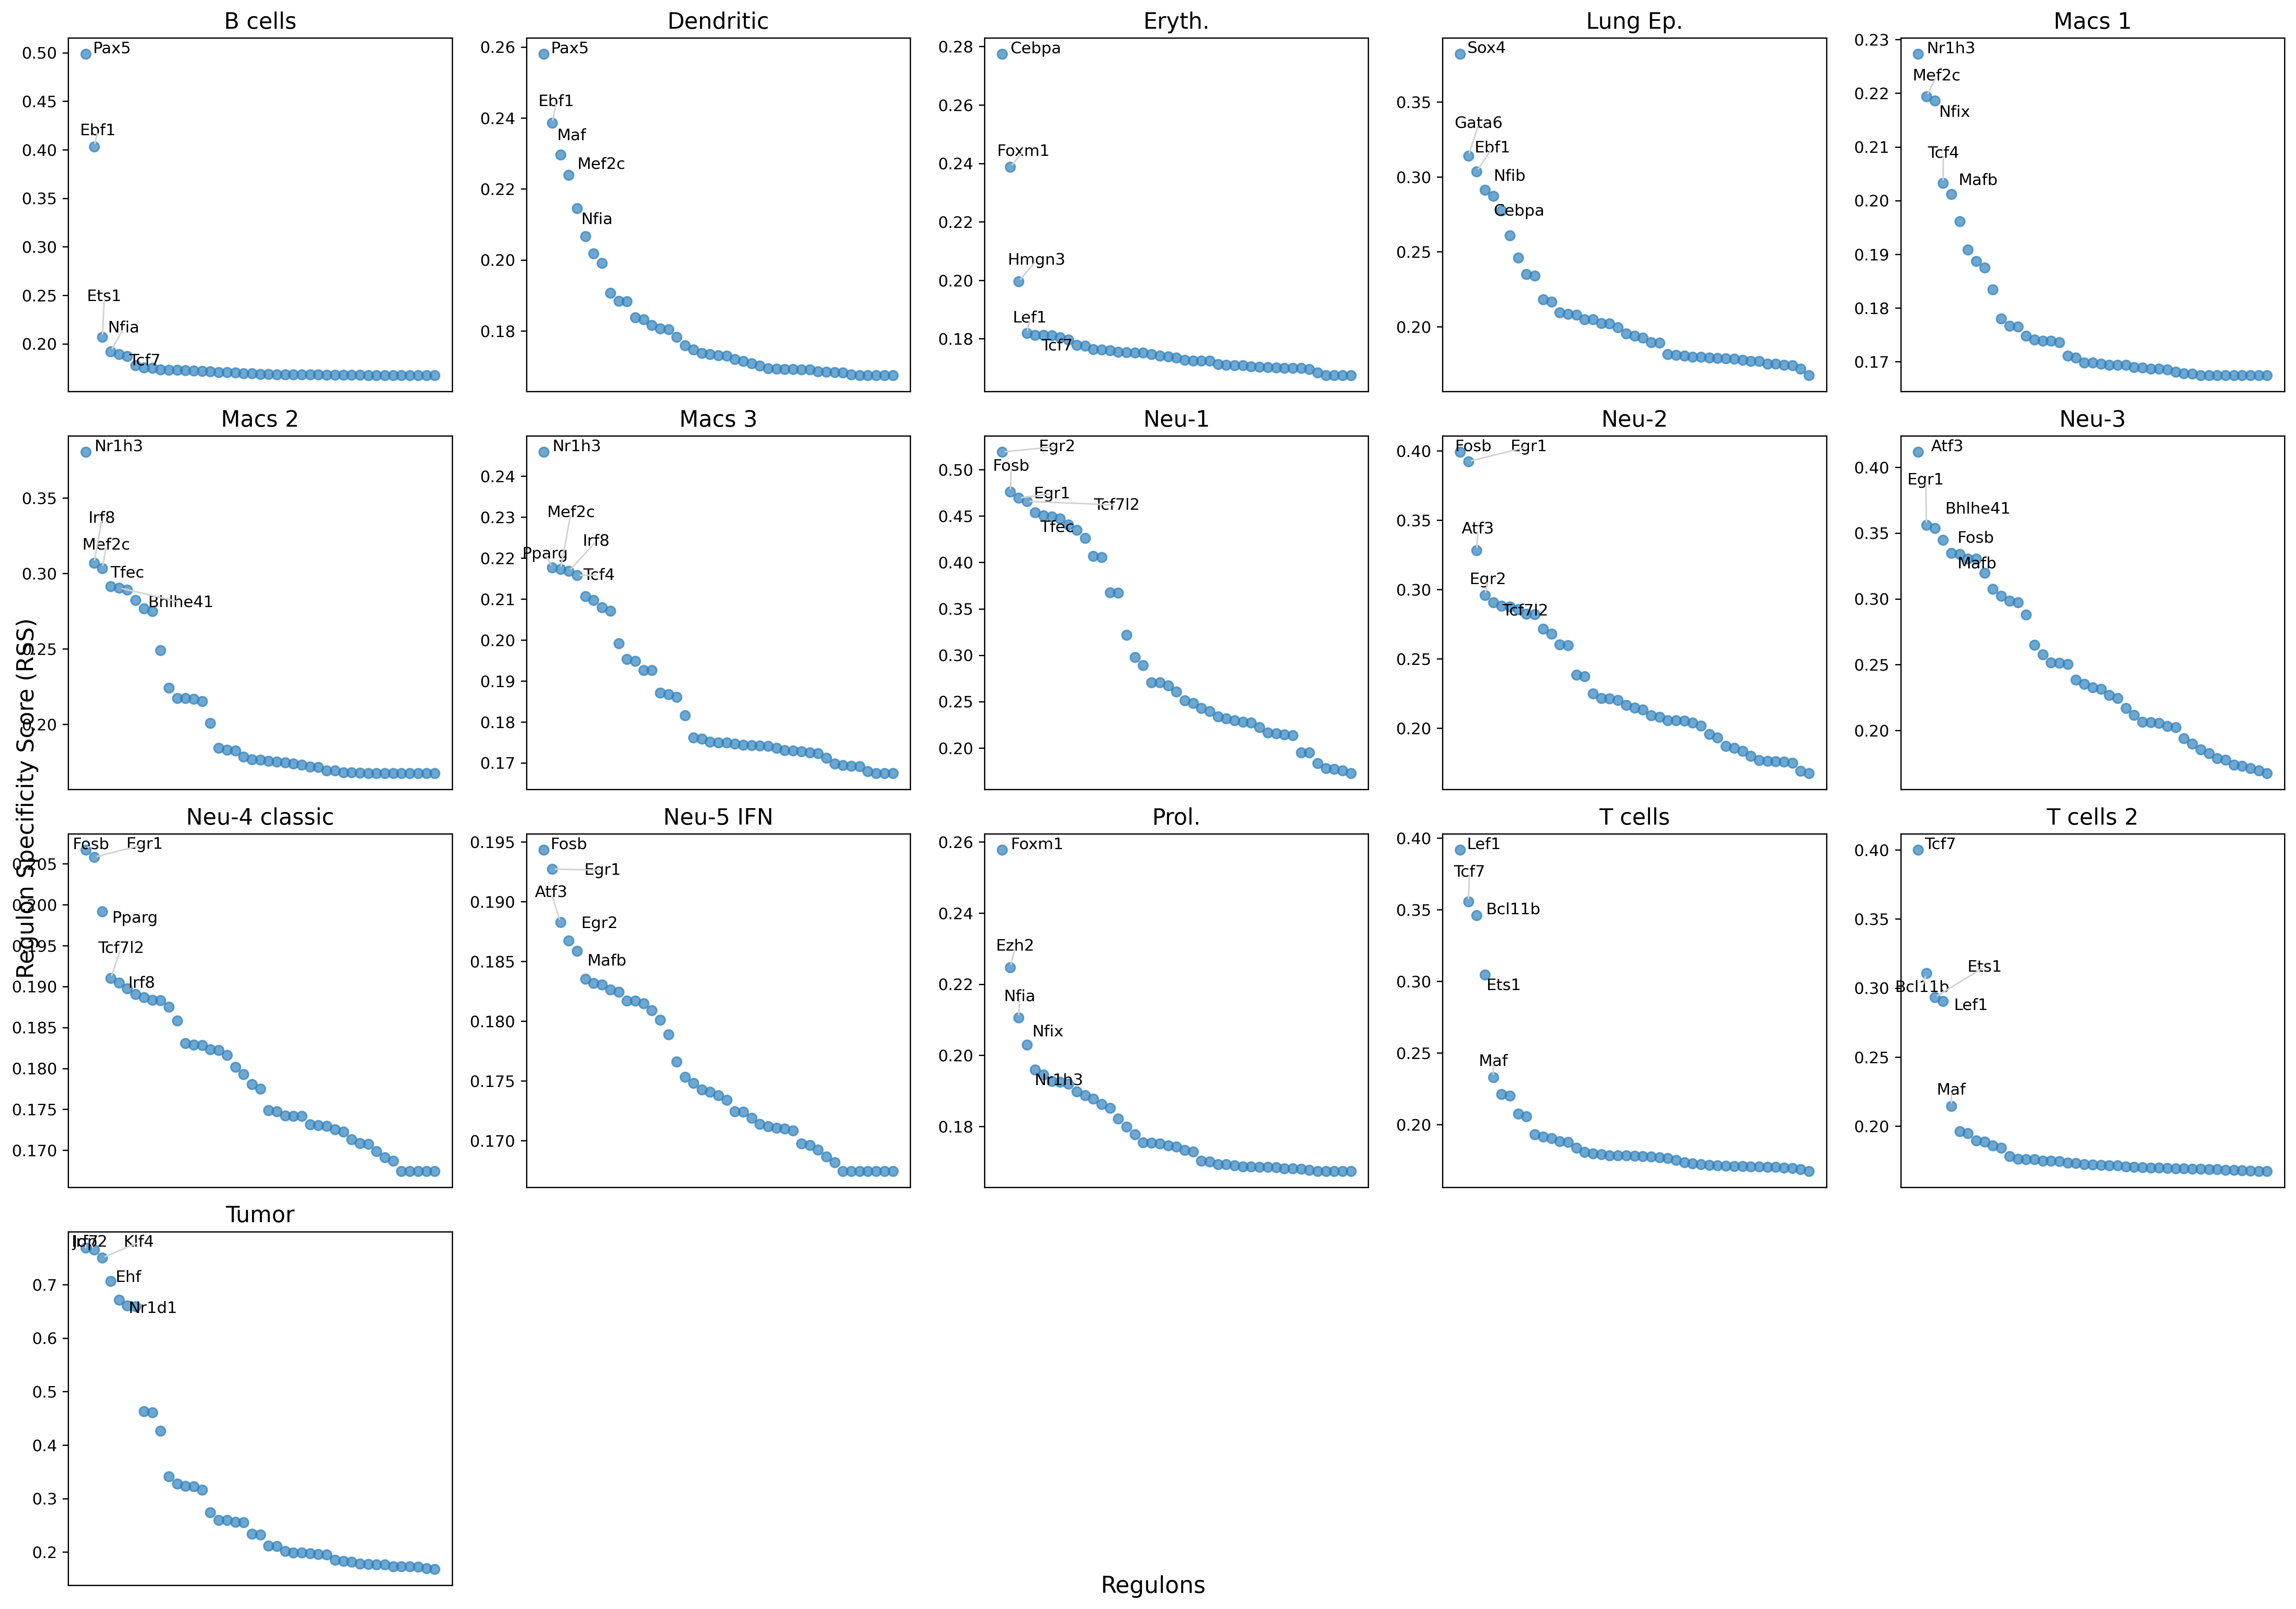 B cells
0.50
0.45
0.40
0.35
0.30
0.25
0.20
Pax5
Ebf1
Ets1
Nfia
Tcf7
Dendritic
0.26
0.24
0.22
0.20
0.18
Pax5
Ebf1
Maf
Mef2c
Nfia
Eryth.
0.28
0.26
0.24
0.22
0.20
0.18
Cebpa
Foxm1
Hmgn3
Lef1
Tcf7
Lung Ep.
0.35
0.30
0.25
0.20
Sox4
Gata6
Ebf1
Nfib
Cebpa
Macs 1
0.23
0.22
0.21
0.20
0.19
0.18
0.17
Nr1h3
Mef2c
Nfix
Tcf4
Mafb
Macs 2
0.35
0.30
0.25
0.20
Nr1h3
Irf8
Mef2c
Tfec
Bhlhe41
Macs 3
0.24
0.23
0.22
0.21
0.20
0.19
0.18
0.17
Nr1h3
Mef2c
Irf8
Pparg
Tcf4
Neu-1
0.50
0.45
0.40
0.35
0.30
0.25
0.20
Egr2
Fosb
Egr1
Tcf7l2
Tfec
Neu-2
0.40
0.35
0.30
0.25
0.20
Fosb
Egr1
Atf3
Egr2
Tcf7l2
Neu-3
0.40
0.35
0.30
0.25
0.20
Atf3
Egr1
Bhlhe41
Fosb
Mafb
Regulon Specificity Score (RSS)
Neu-4 classic
0.205
0.200
0.195
0.190
0.185
0.180
0.175
0.170
Fosb
Egr1
Pparg
Tcf7l2
Irf8
Neu-5 IFN
0.195
0.190
0.185
0.180
0.175
0.170
Fosb
Egr1
Atf3
Egr2
Mafb
Prol.
0.26
0.24
0.22
0.20
0.18
Foxm1
Ezh2
Nfia
Nfix
Nr1h3
T cells
0.40
0.35
0.30
0.25
0.20
Lef1
Tcf7
Bcl11b
Ets1
Maf
T cells 2
0.40
0.35
0.30
0.25
0.20
Tcf7
Ets1
Bcl11b
Lef1
Maf
Tumor
0.7
0.6
0.5
0.4
0.3
0.2
Klf4
Ehf
Nr1d1
Regulons